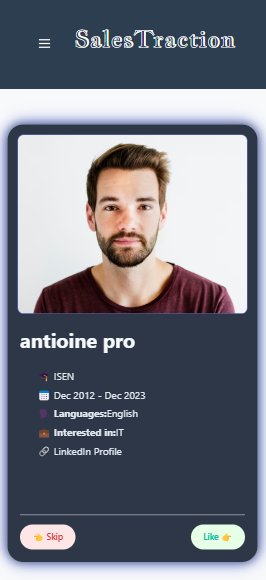 SalesTraction
antioine pro
ISEN
Dec 2012 - Dec 2023
Languages:English
Interested in:IT
LinkedIn Profile
Skip
Like